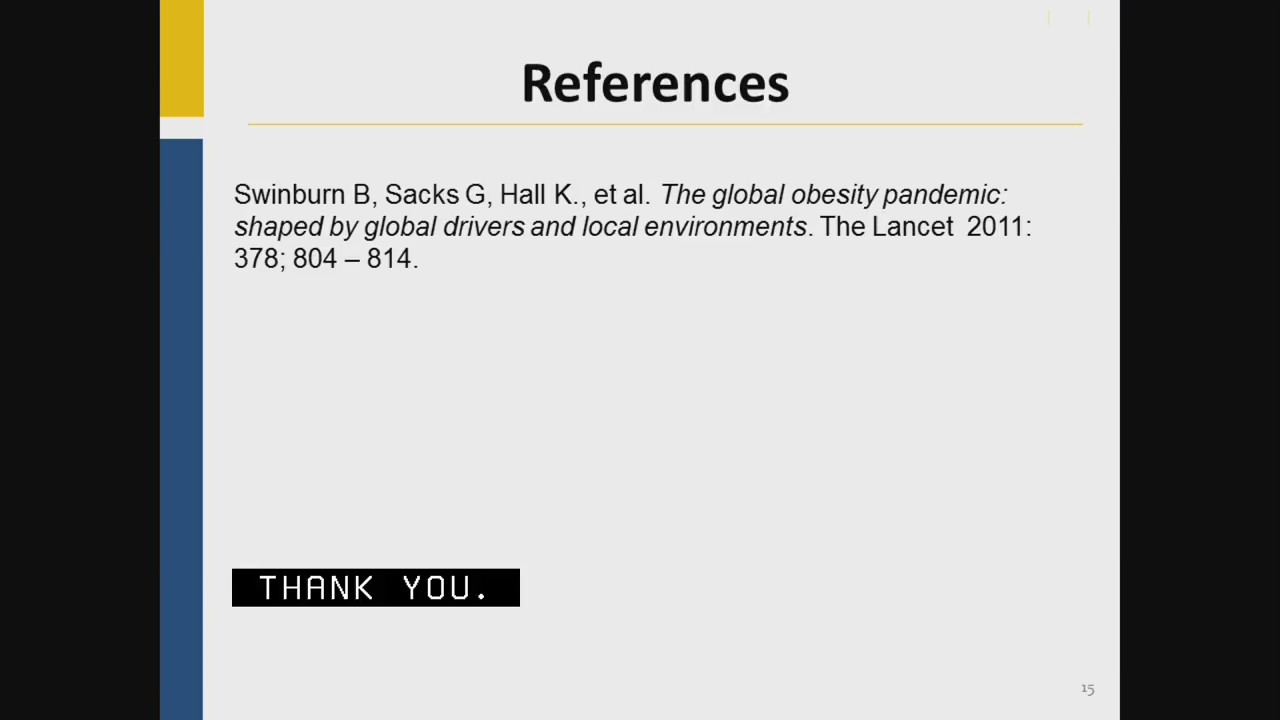 References
Swinburn B, Sacks G, Hall K., et al. The global obesity pandemic:
shaped by global drivers and local environments. The Lancet  2011:
378; 804 – 814.
THANK YOU.
15